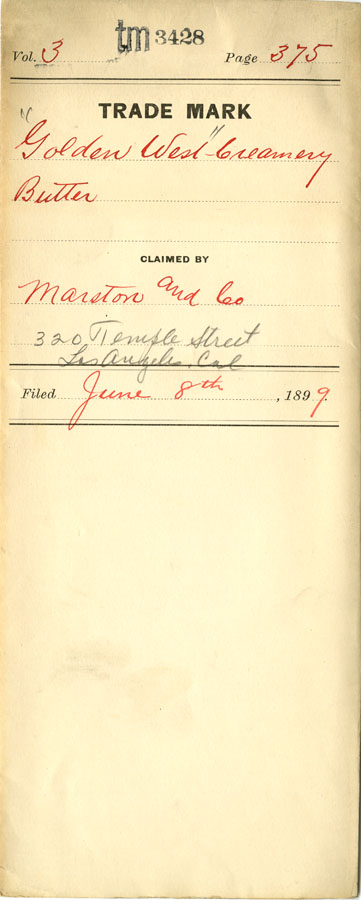 tm 3428
Vol. 3 Page 375
TRADE MARK
"Golden West" Creamery
Butter
CLAIMED BY
Marston and Co
320 Temple Street
Los Angeles. Cal
Filed June 8th, 1899.